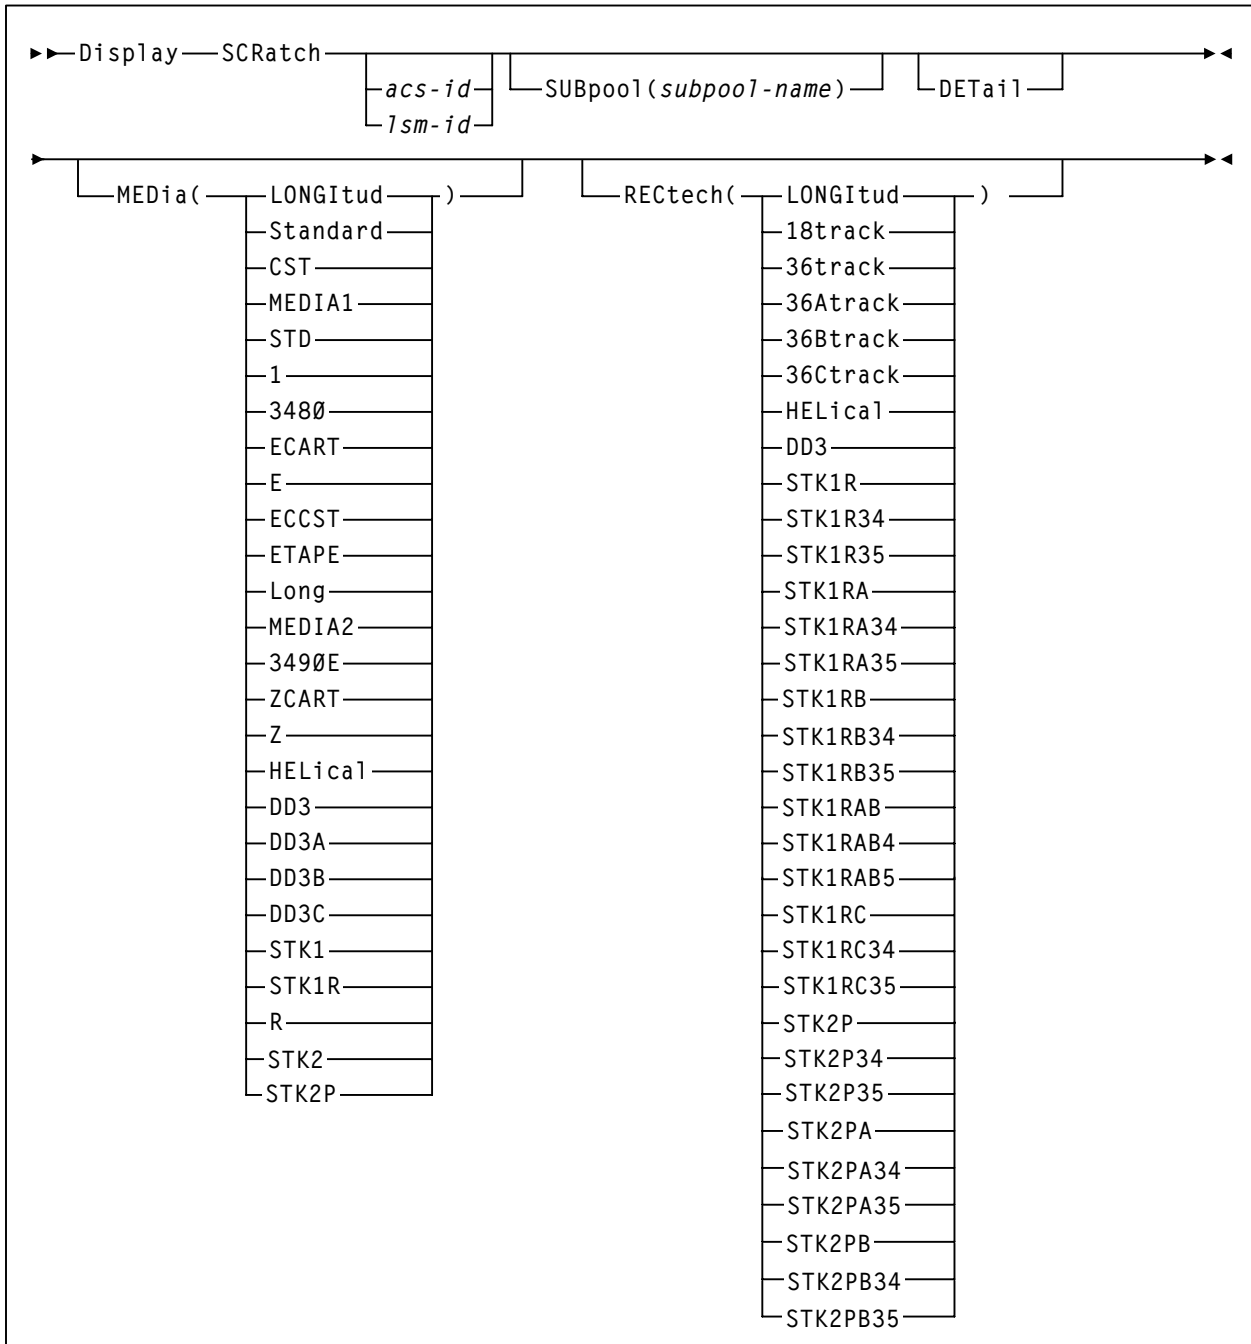 Display SCRatch
acs-id
lsm-id
SUBpool(subpool-name)
DETail
MEDia(
LONGItud
Standard
CST
MEDIA1
STD
1
348Ø
ECART
E
ECCST
ETAPE
Long
MEDIA2
349ØE
ZCART
Z
HELical
DD3
DD3A
DD3B
DD3C
STK1
STK1R
R
STK2
STK2P
)
RECtech(
LONGItud
18track
36track
36Atrack
36Btrack
36Ctrack
HELical
DD3
STK1R
STK1R34
STK1R35
STK1RA
STK1RA34
STK1RA35
STK1RB
STK1RB34
STK1RB35
STK1RAB
STK1RAB4
STK1RAB5
STK1RC
STK1RC34
STK1RC35
STK2P
STK2P34
STK2P35
STK2PA
STK2PA34
STK2PA35
STK2PB
STK2PB34
STK2PB35
)